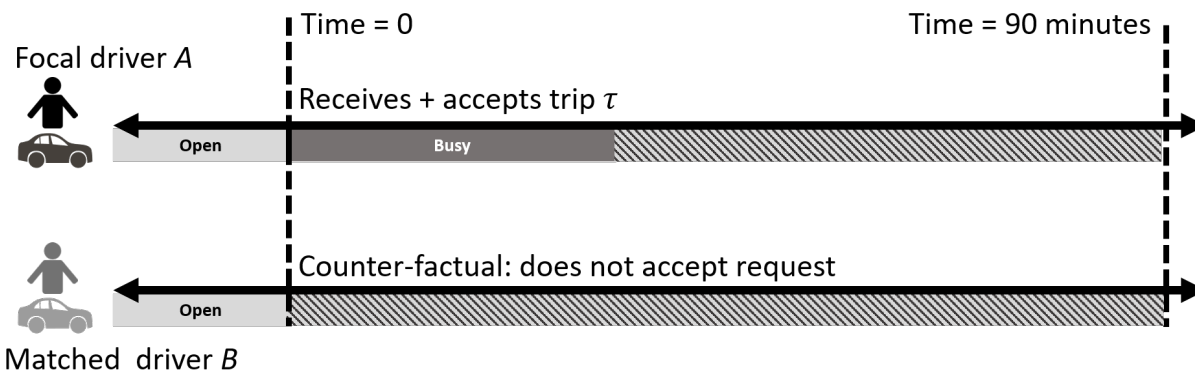 Time = 0
Time = 90 minutes
Focal driver A
Receives + accepts trip τ
Open
Busy
Counter-factual: does not accept request
Open
Matched driver B